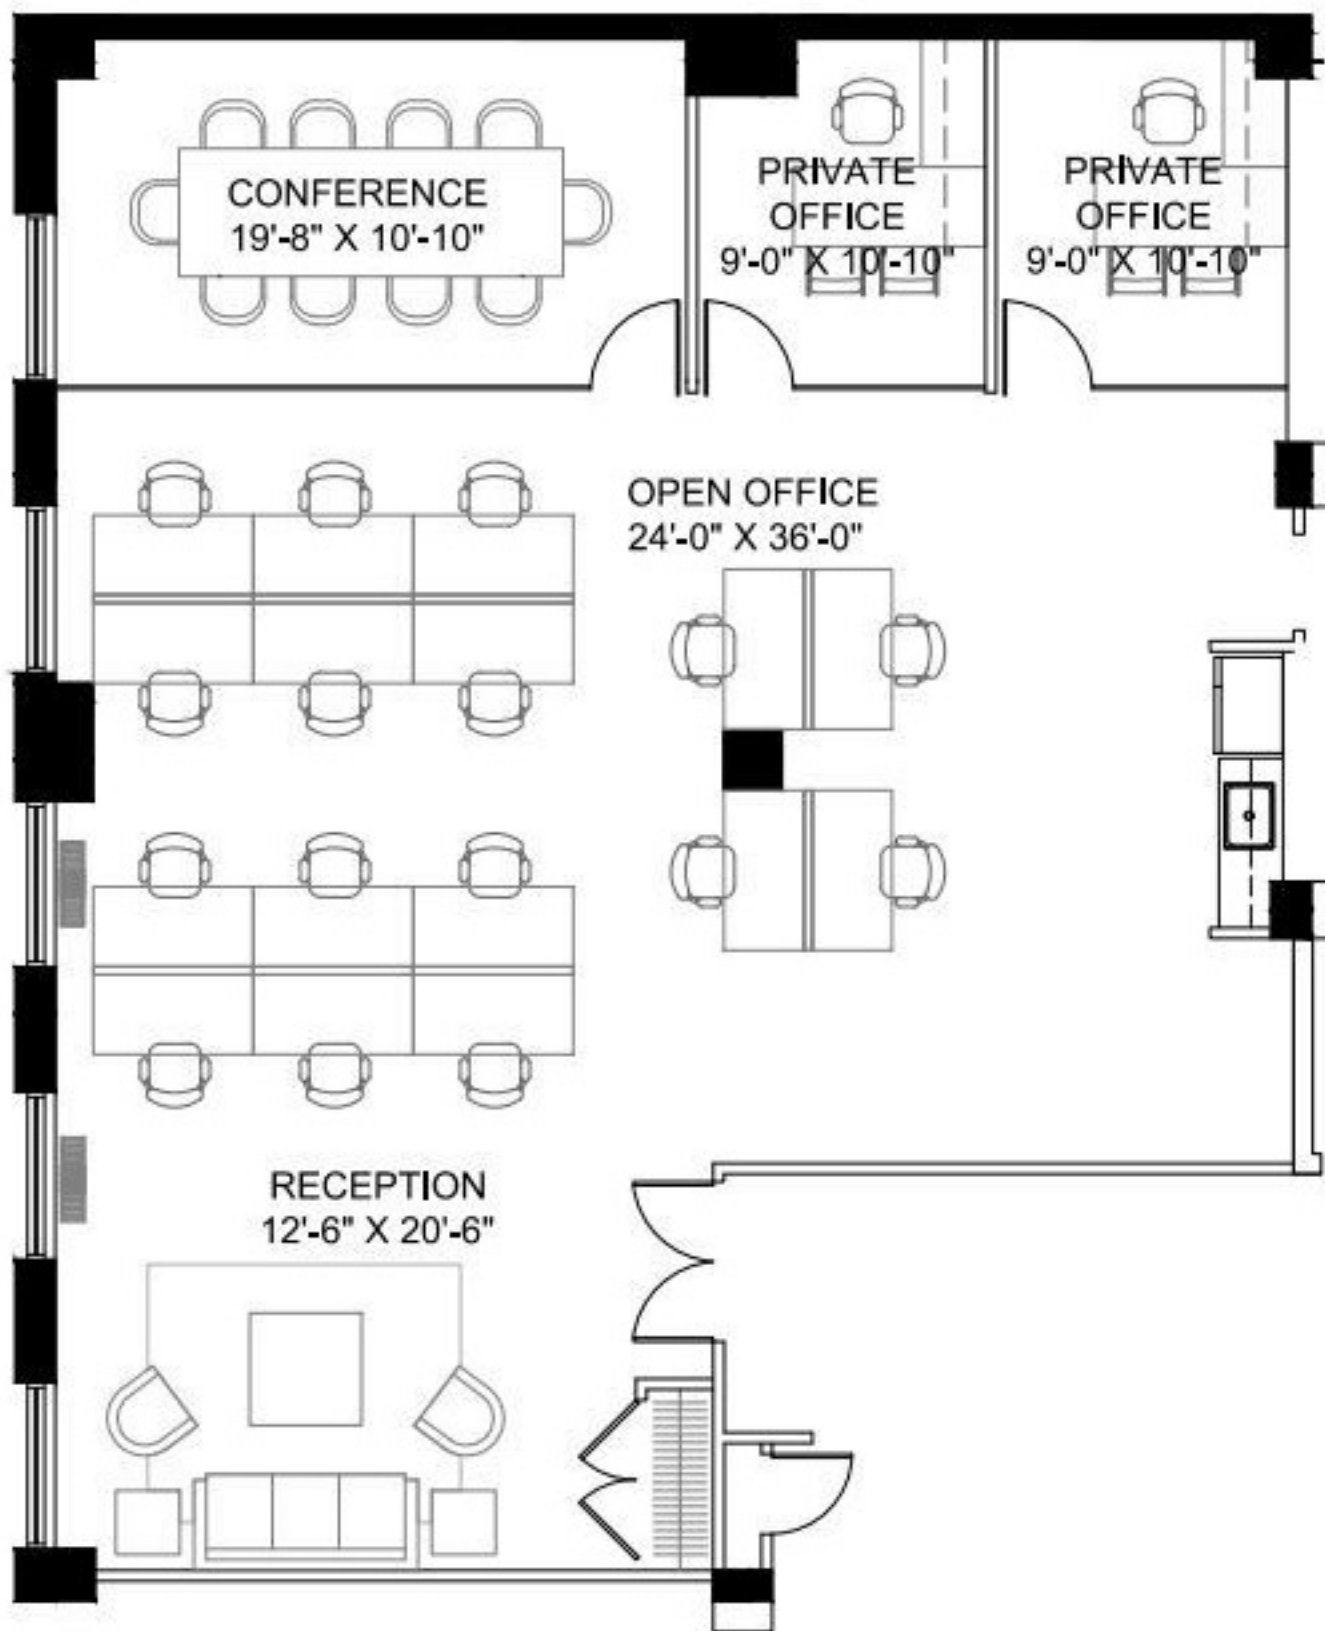 CONFERENCE
19'-8" X 10'-10"
PRIVATE
OFFICE
9'-0" X 10'-10"
PRIVATE
OFFICE
9'-0" X 10'-10"
OPEN OFFICE
24'-0" X 36'-0"
RECEPTION
12'-6" X 20'-6"